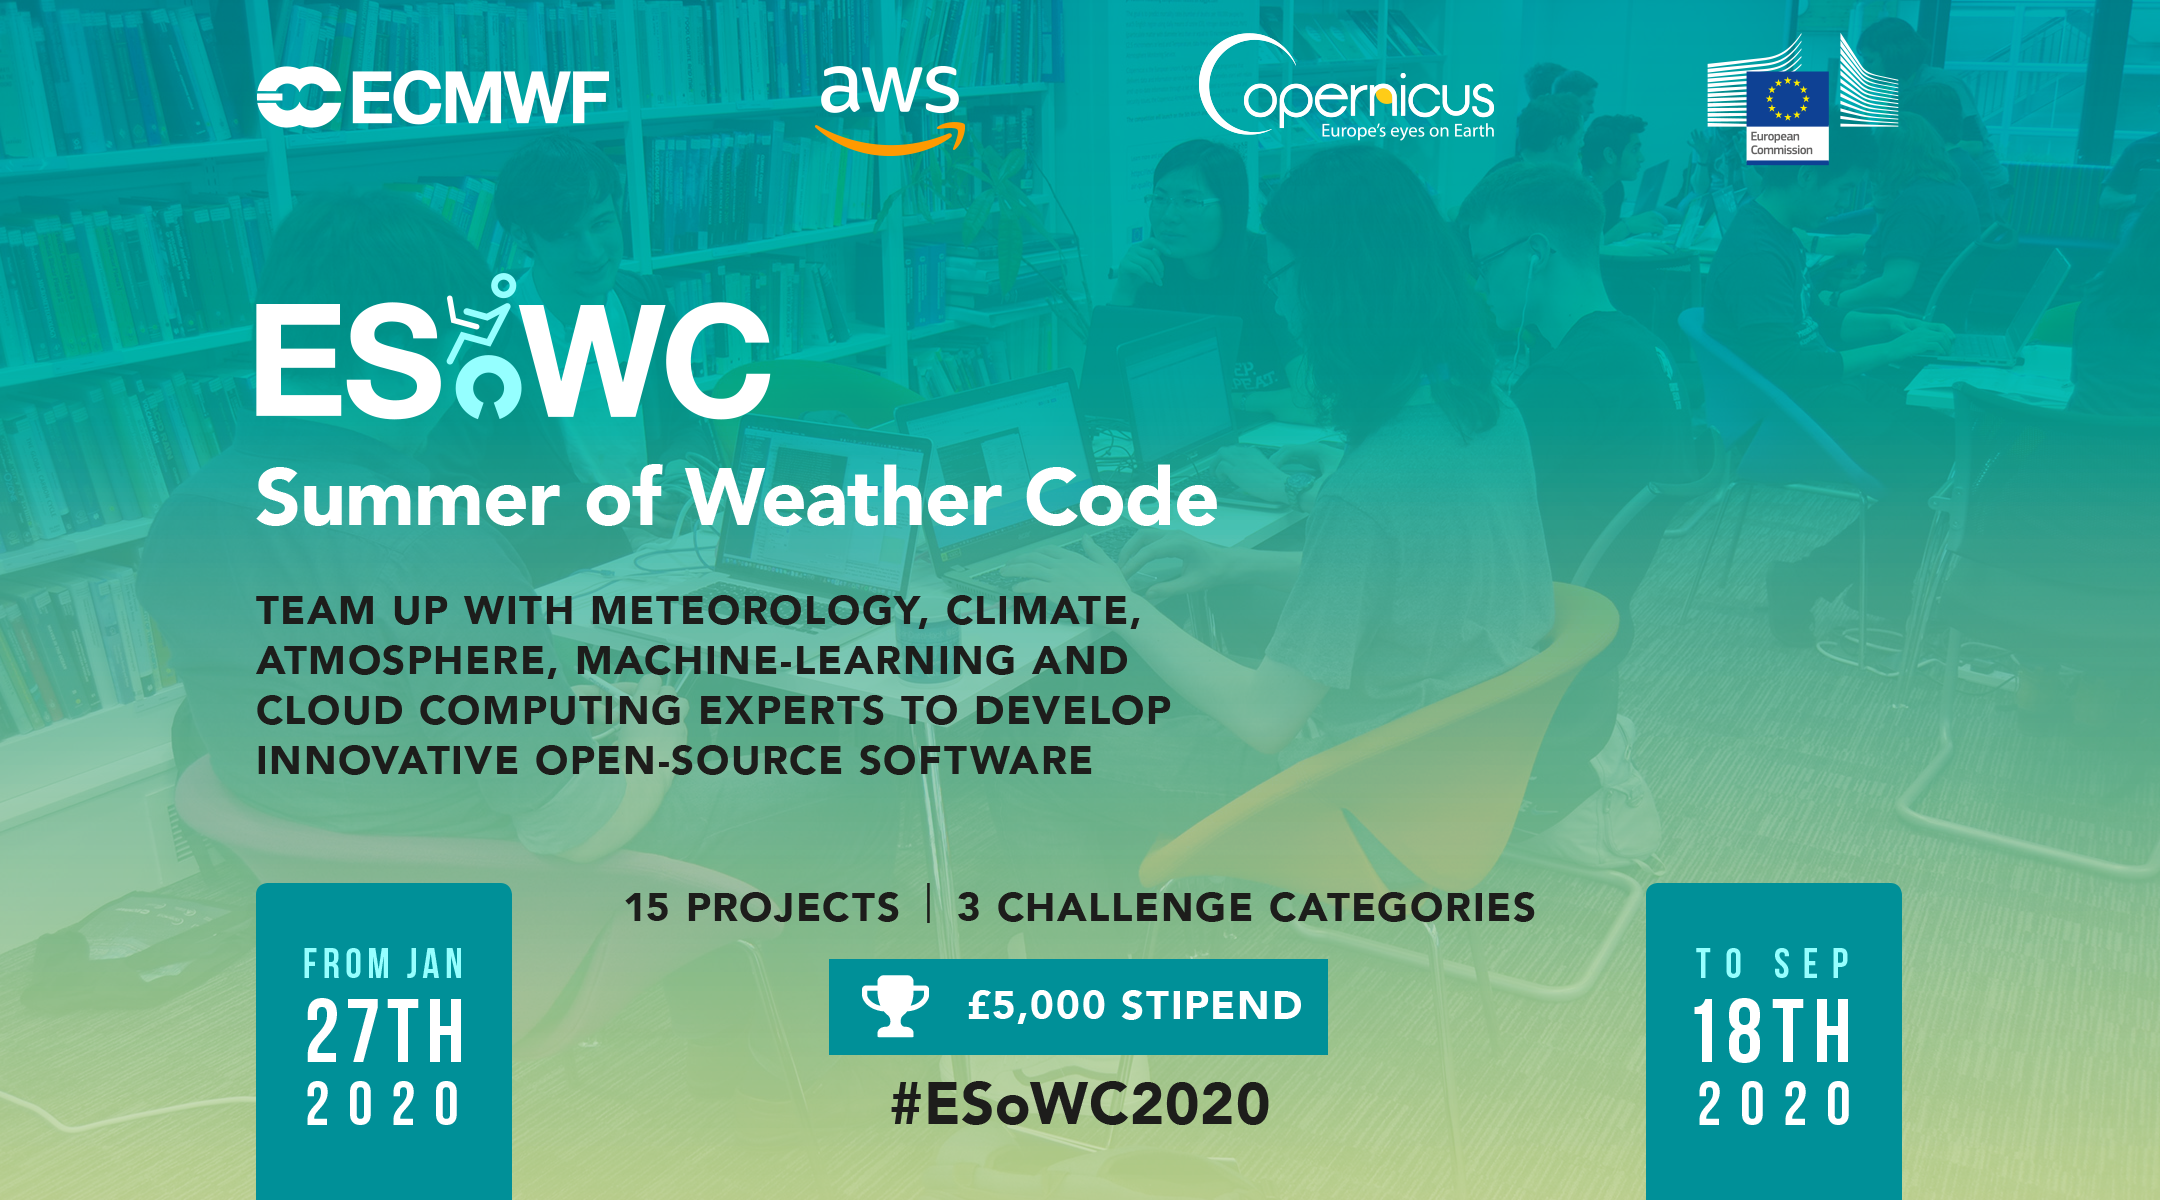 ECMWF
aws
Copernicus
Europe's eyes on Earth
European
Commission
ESoWC
Summer of Weather Code
TEAM UP WITH METEOROLOGY, CLIMATE,
ATMOSPHERE, MACHINE-LEARNING AND
CLOUD COMPUTING EXPERTS TO DEVELOP
INNOVATIVE OPEN-SOURCE SOFTWARE
15 PROJECTS | 3 CHALLENGE CATEGORIES
FROM JAN
27TH
2020
£5,000 STIPEND
#ESoWC2020
TO SEP
18TH
2020